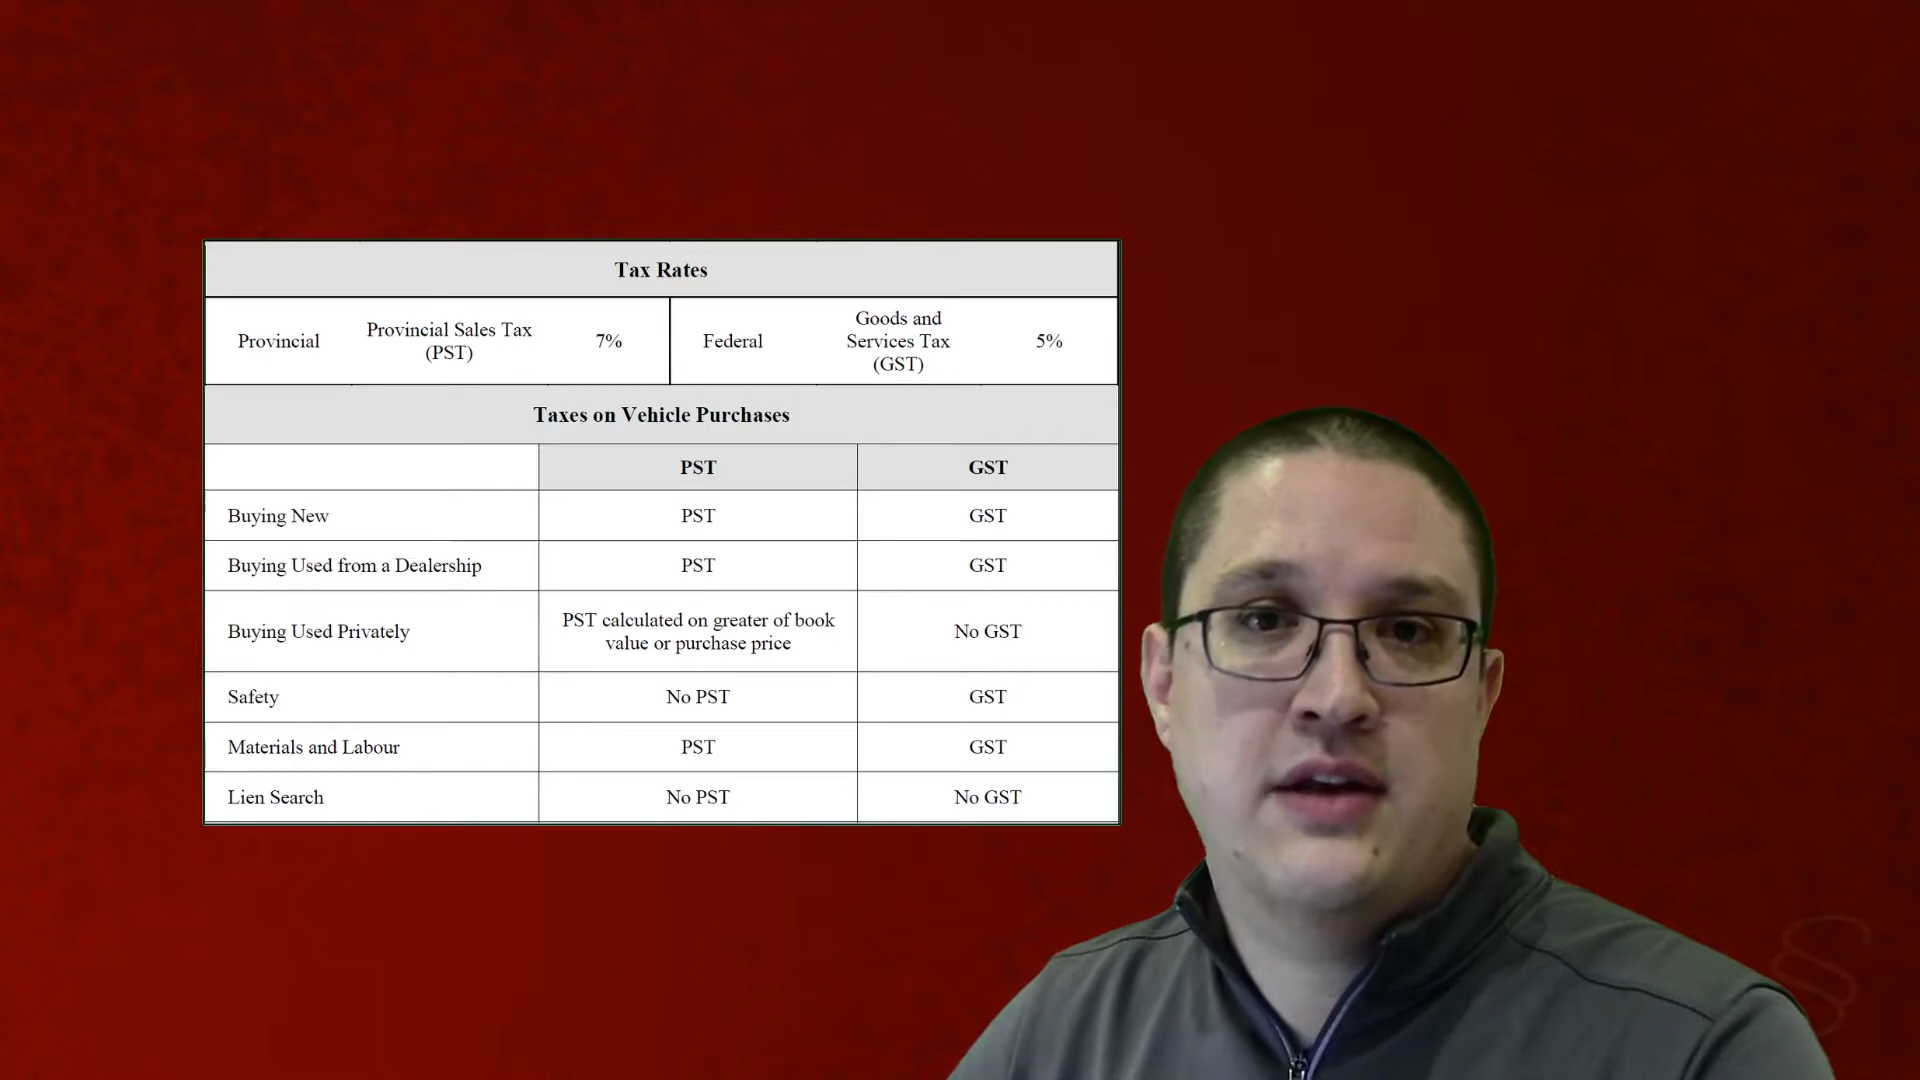 Tax Rates
Provincial
Provincial Sales Tax
(PST)
7%
Federal
Goods and
Services Tax
(GST)
5%
Taxes on Vehicle Purchases
PST
GST
Buying New
PST
GST
Buying Used from a Dealership
PST
GST
Buying Used Privately
PST calculated on greater of book
value or purchase price
No GST
Safety
No PST
GST
Materials and Labour
PST
GST
Lien Search
No PST
No GST
§